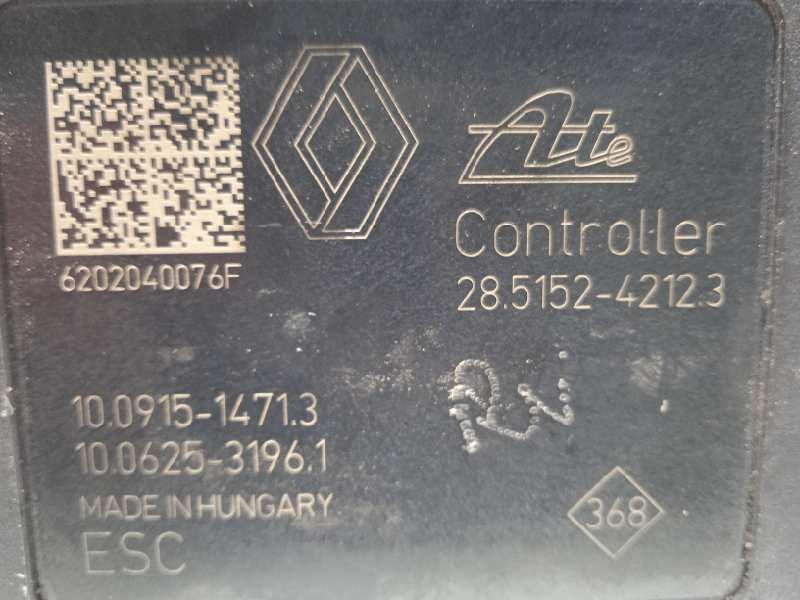 Ate
Controller
6202040076F
28.5152-4212.3
10.0915-1471.3
10.0625-3196.1
MADE IN HUNGARY
368
ESC